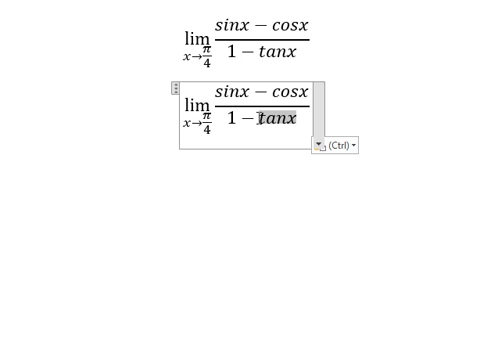 lim x→π/4 (sinx − cosx)/(1 − tanx)
lim x→π/4 (sinx − cosx)/(1 − tanx)
(Ctrl)